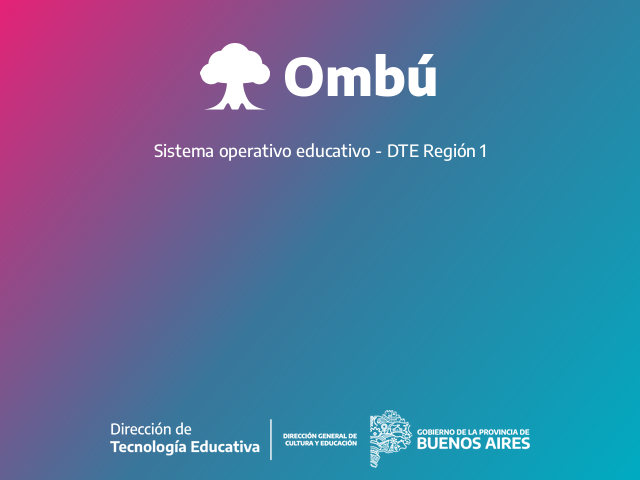 Ombú
Sistema operativo educativo - DTE Región 1
Dirección de
Tecnología Educativa
DIRECCIÓN GENERAL DE
CULTURA Y EDUCACIÓN
GOBIERNO DE LA PROVINCIA DE
BUENOS AIRES